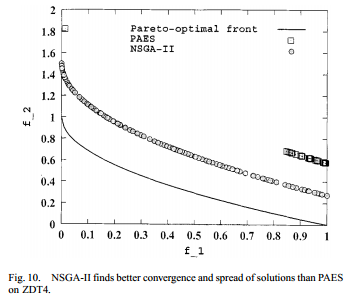 2
1.8
1.6
1.4
1.2
1
0.8
0.6
0.4
0.2
0
f_2
Pareto-optimal front
PAES
NSGA-II
0 0.1 0.2 0.3 0.4 0.5 0.6 0.7 0.8 0.9 1
f_1
Fig. 10. NSGA-II finds better convergence and spread of solutions than PAES
on ZDT4.